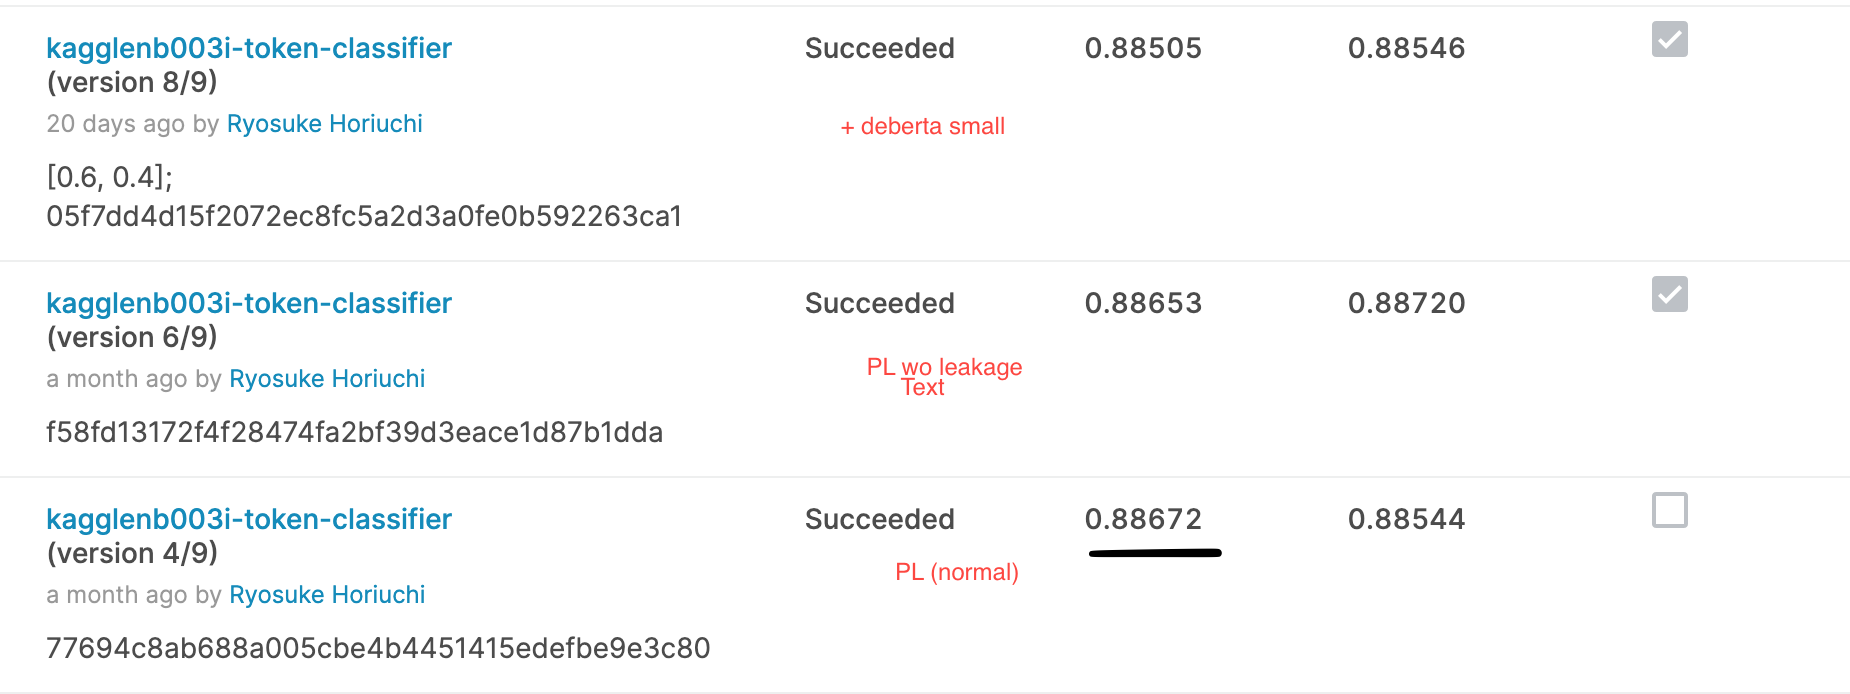 kagglenb003i-token-classifier Succeeded 0.88505 0.88546
(version 8/9)
20 days ago by Ryosuke Horiuchi
+ deberta small
[0.6, 0.4];
05f7dd4d15f2072ec8fc5a2d3a0fe0b592263ca1
kagglenb003i-token-classifier Succeeded 0.88653 0.88720
(version 6/9)
PL wo leakage
a month ago by Ryosuke Horiuchi
Text
f58fd13172f4f28474fa2bf39d3eace1d87b1dda
kagglenb003i-token-classifier Succeeded 0.88672 0.88544
(version 4/9)
PL (normal)
a month ago by Ryosuke Horiuchi
77694c8ab688a005cbe4b4451415edefbe9e3c80